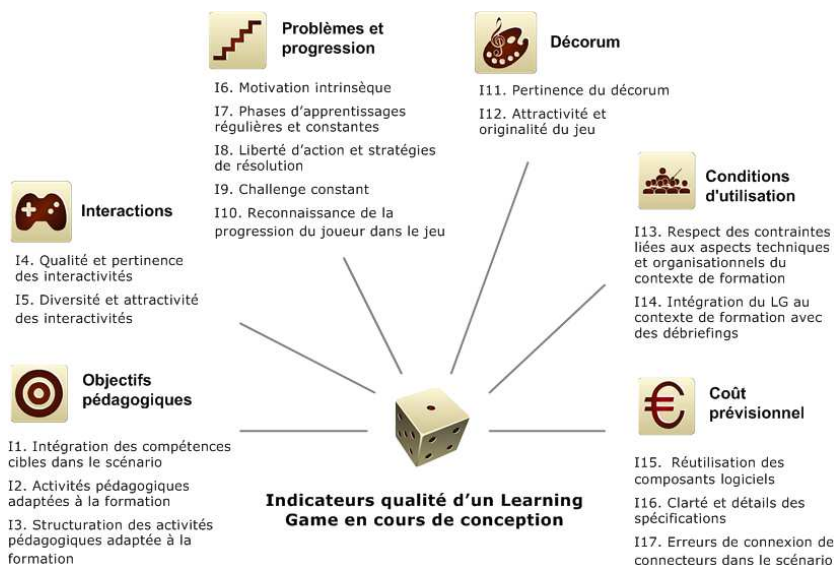 Problèmes et
progression
I6. Motivation intrinsèque
I7. Phases d'apprentissages
régulières et constantes
I8. Liberté d'action et stratégies
de résolution
I9. Challenge constant
I10. Reconnaissance de la
progression du joueur dans le jeu
Décorum
I11. Pertinence du décorum
I12. Attractivité et
originalité du jeu
Interactions
I4. Qualité et pertinence
des interactivités
I5. Diversité et attractivité
des interactivités
Conditions
d'utilisation
I13. Respect des contraintes
liées aux aspects techniques
et organisationnels du
contexte de formation
I14. Intégration du LG au
contexte de formation avec
des débriefings
Objectifs
pédagogiques
I1. Intégration des compétences
cibles dans le scénario
I2. Activités pédagogiques
adaptées à la formation
I3. Structuration des activités
pédagogiques adaptée à la
formation
Coût
prévisionnel
I15. Réutilisation des
composants logiciels
I16. Clarté et détails des
spécifications
I17. Erreurs de connexion de
connecteurs dans le scénario
Indicateurs qualité d'un Learning
Game en cours de conception